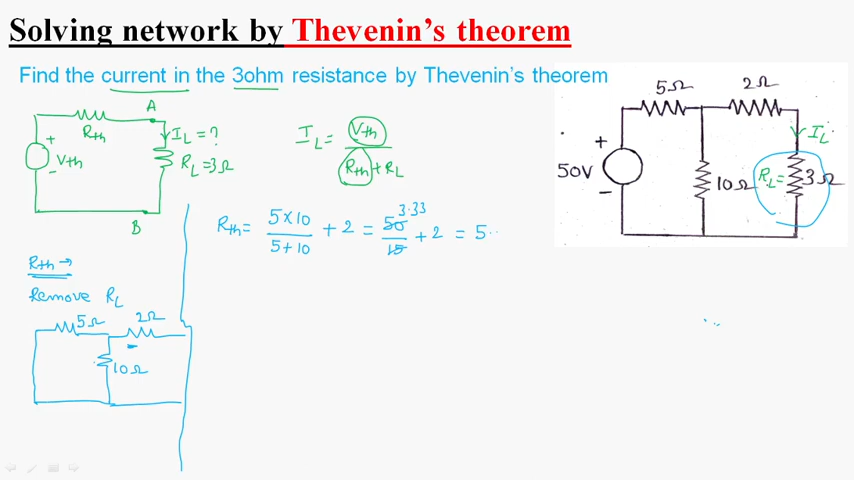 Solving network by Thevenin's theorem
Find the current in the 3ohm resistance by Thevenin's theorem
A
Rth
+
Vth
-
IL = ?
RL = 3Ω
B
IL = Vth / (Rth + RL)
5Ω
2Ω
+
50V
-
10Ω
IL
RL = 3Ω
Rth = (5×10)/(5+10) + 2 = 50/15 3.33 + 2 = 5..
Rth →
Remove RL
5Ω
2Ω
10Ω